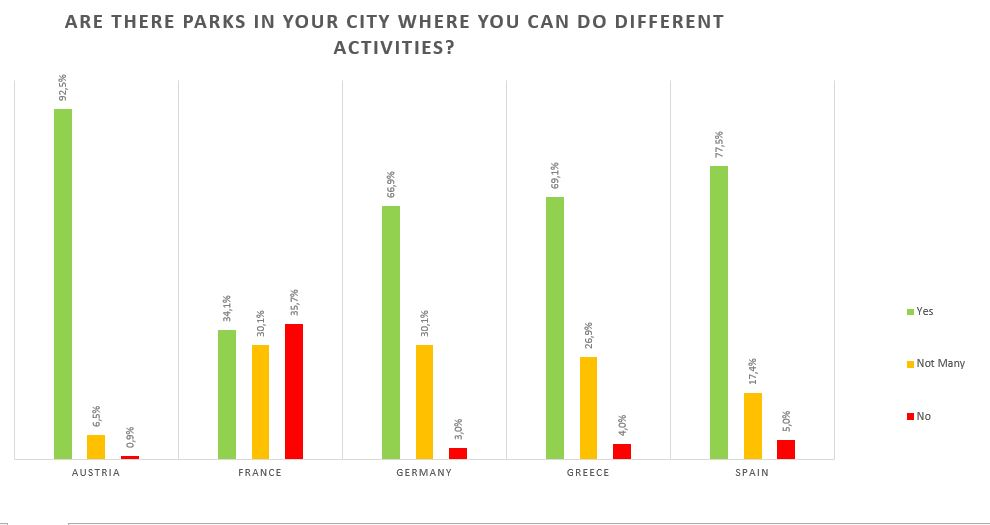 ARE THERE PARKS IN YOUR CITY WHERE YOU CAN DO DIFFERENT
ACTIVITIES?
92,5%
6,5%
0,9%
34,1%
30,1%
35,7%
66,9%
30,1%
3,0%
69,1%
26,9%
4,0%
77,5%
17,4%
5,0%
AUSTRIA
FRANCE
GERMANY
GREECE
SPAIN
Yes
Not Many
No